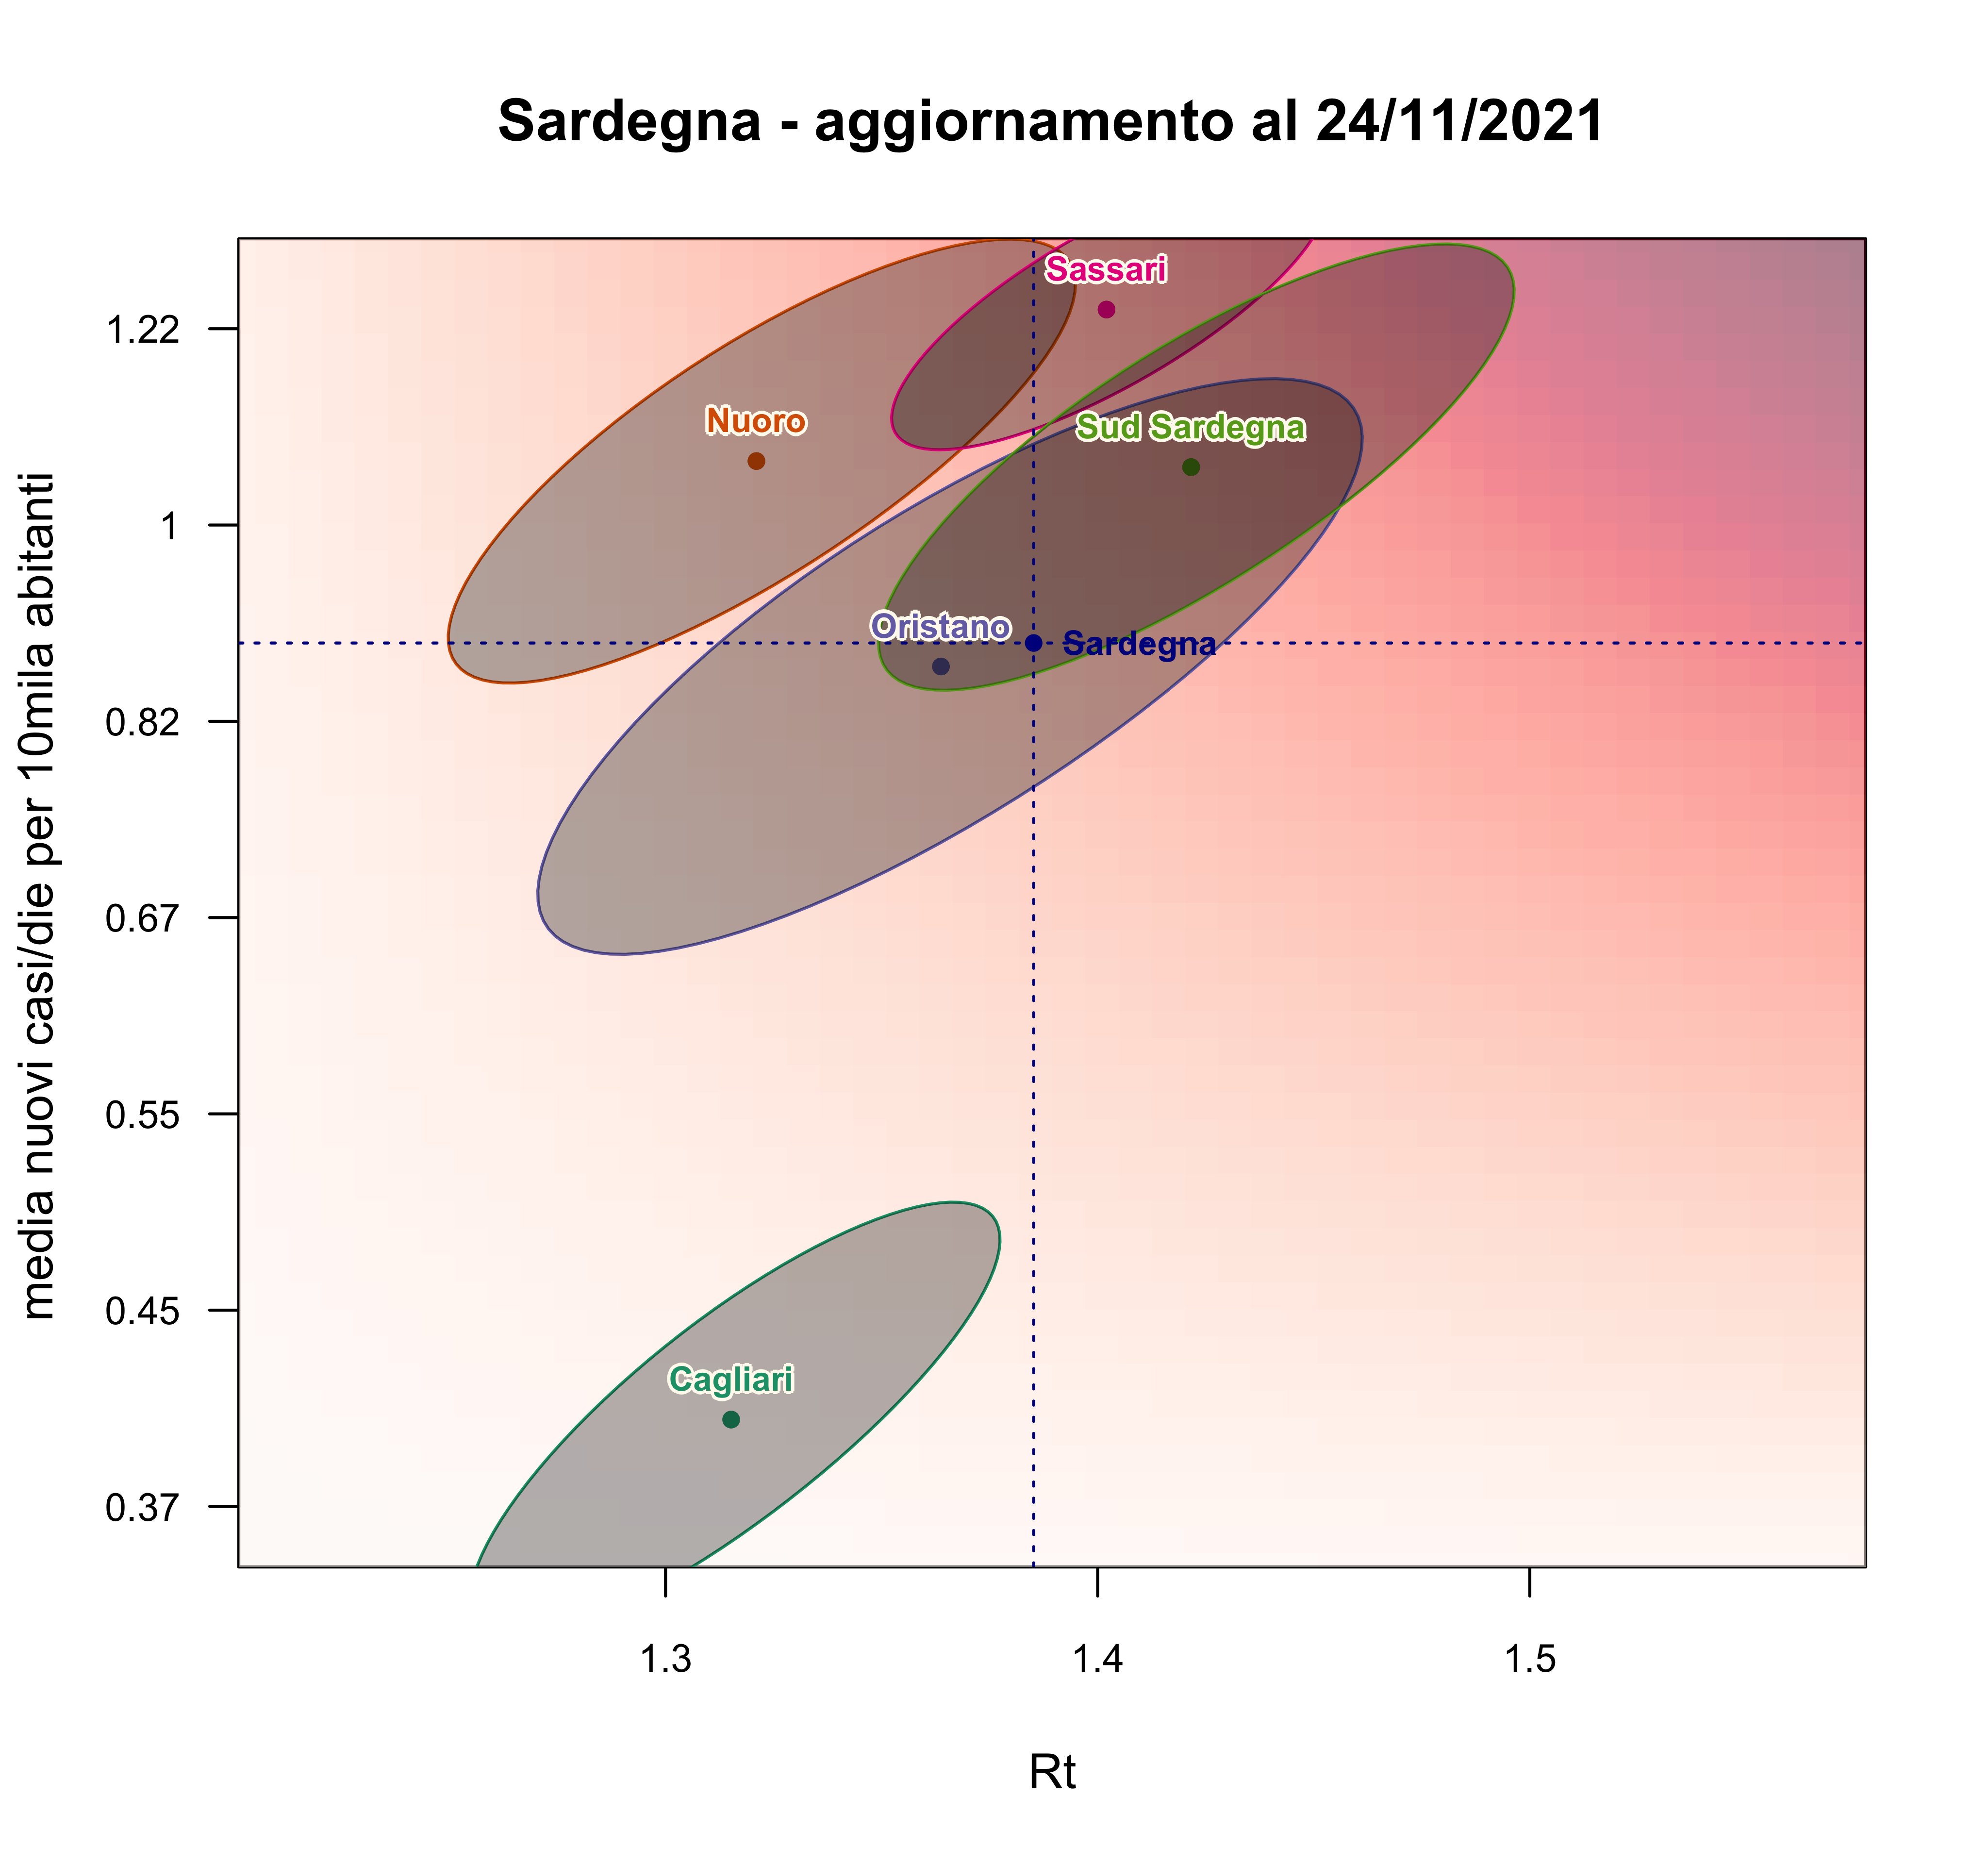 Sardegna - aggiornamento al 24/11/2021
media nuovi casi/die per 10mila abitanti
1.22
1
0.82
0.67
0.55
0.45
0.37
Sassari
Nuoro
Sud Sardegna
Oristano
Sardegna
Cagliari
1.3
1.4
1.5
Rt